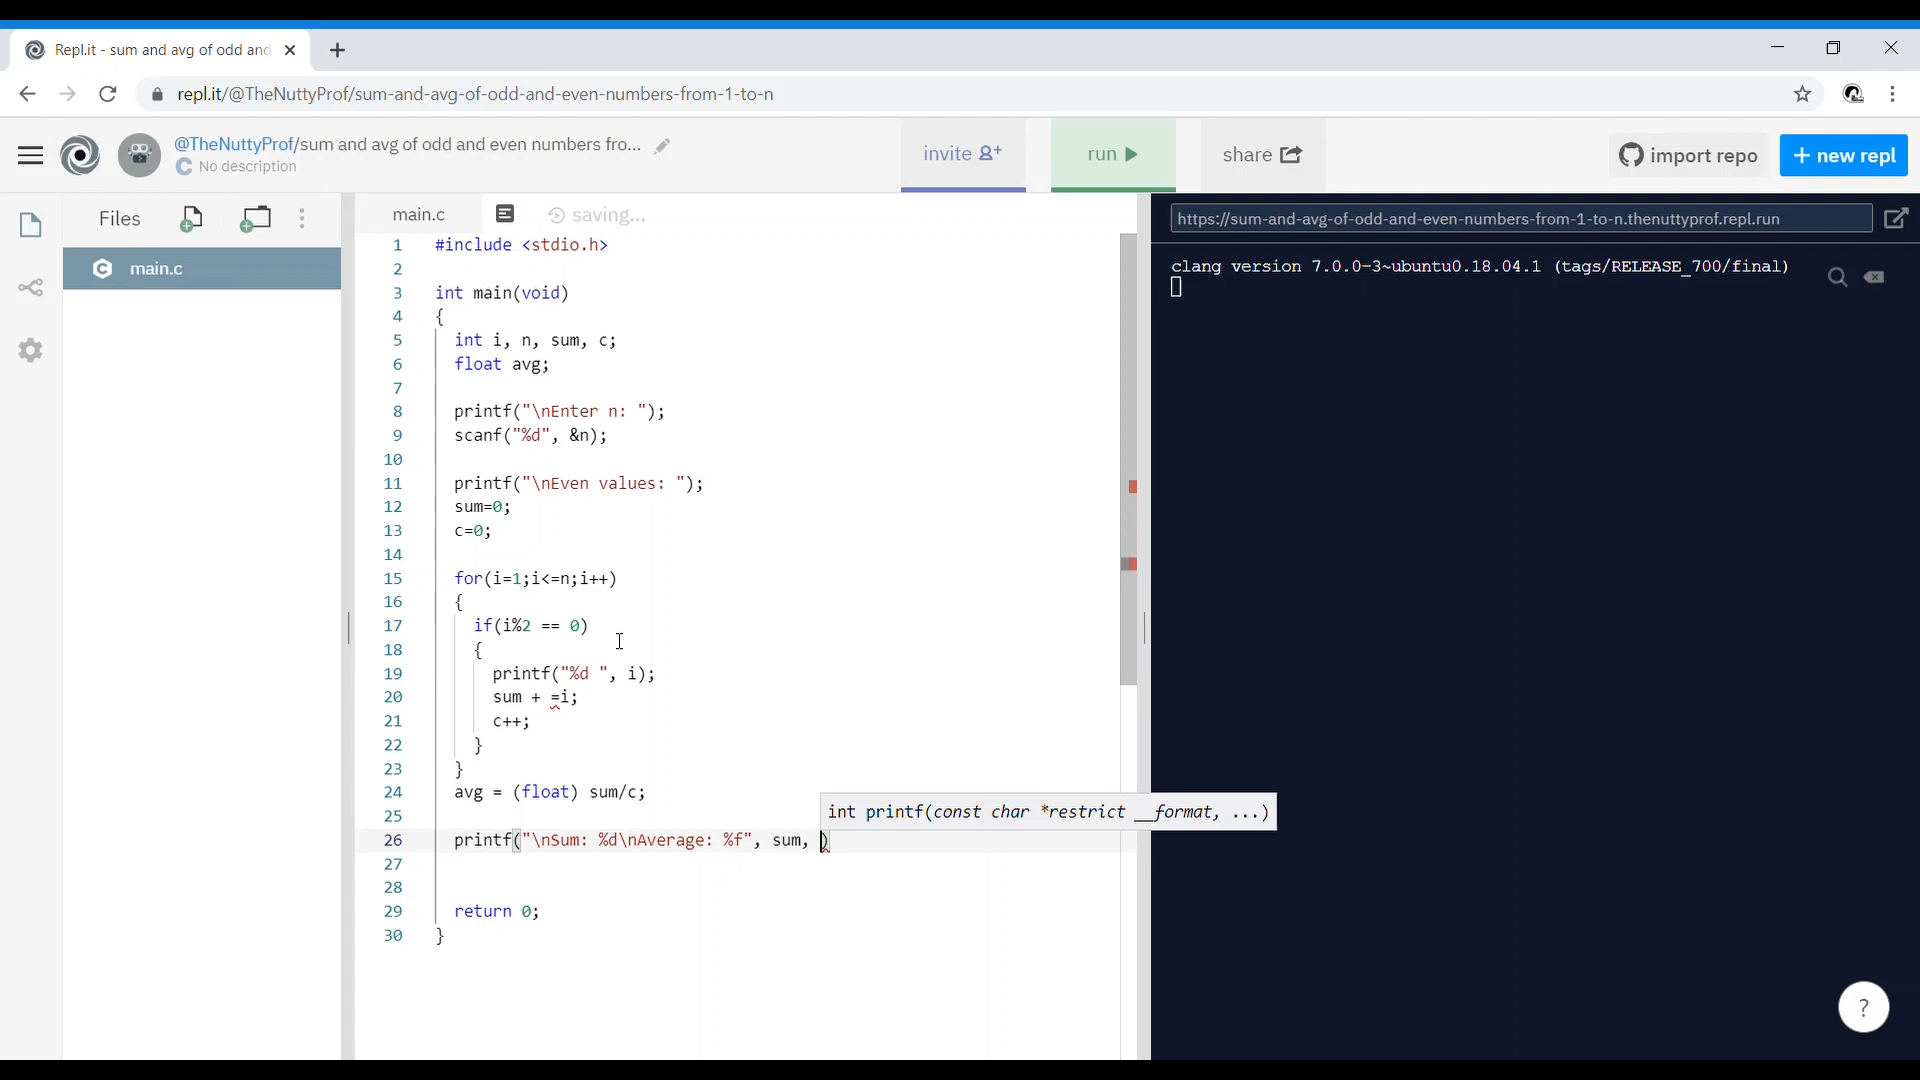 Repl.it - sum and avg of odd and
repl.it/@TheNuttyProf/sum-and-avg-of-odd-and-even-numbers-from-1-to-n
@TheNuttyProf/sum and avg of odd and even numbers fro...
No description
invite
run
share
import repo
+ new repl
Files
main.c
main.c
saving...
1 #include <stdio.h>
2
3 int main(void)
4 {
5 int i, n, sum, c;
6 float avg;
7
8 printf("\nEnter n: ");
9 scanf("%d", &n);
10
11 printf("\nEven values: ");
12 sum=0;
13 c=0;
14
15 for(i=1;i<=n;i++)
16 {
17 if(i%2 == 0)
18 {
19 printf("%d ", i);
20 sum + =i;
21 c++;
22 }
23 }
24 avg = (float) sum/c;
25
int printf(const char *restrict __format, ...)
26 printf("\nSum: %d\nAverage: %f", sum, )
27
28
29 return 0;
30 }
https://sum-and-avg-of-odd-and-even-numbers-from-1-to-n.thenuttyprof.repl.run
clang version 7.0.0-3~ubuntu0.18.04.1 (tags/RELEASE_700/final)
?